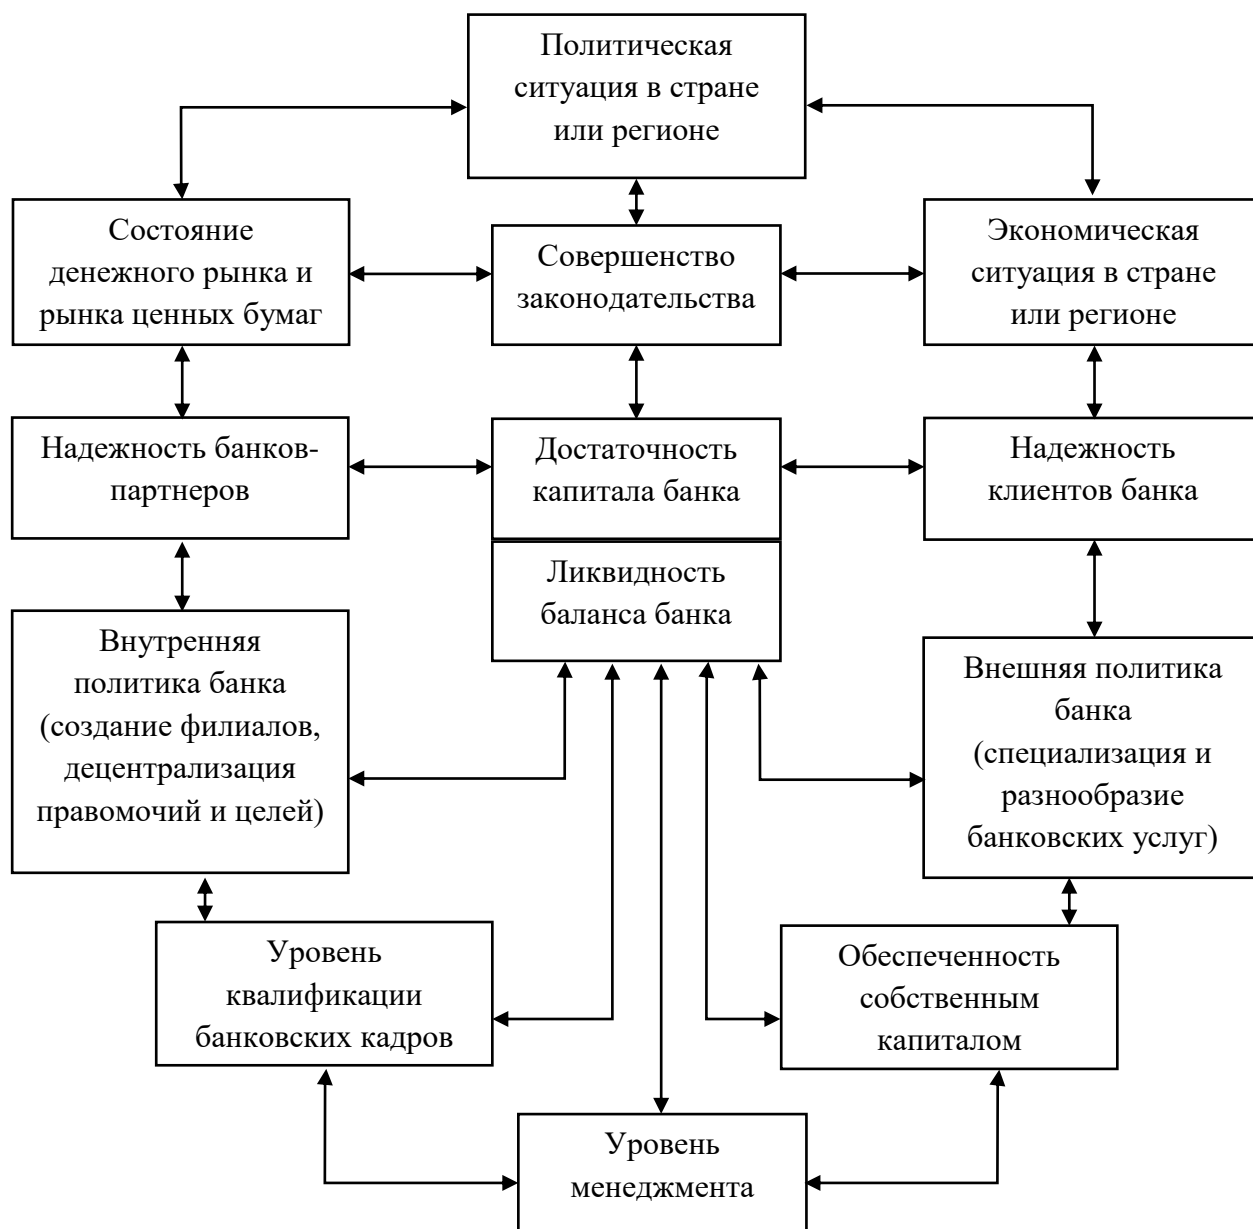 Политическая
ситуация в стране
или регионе
Состояние
денежного рынка и
рынка ценных бумаг
Совершенство
законодательства
Экономическая
ситуация в стране
или регионе
Надежность банков-
партнеров
Достаточность
капитала банка
Надежность
клиентов банка
Ликвидность
баланса банка
Внутренняя
политика банка
(создание филиалов,
децентрализация
правомочий и целей)
Внешняя политика
банка
(специализация и
разнообразие
банковских услуг)
Уровень
квалификации
банковских кадров
Обеспеченность
собственным
капиталом
Уровень
менеджмента